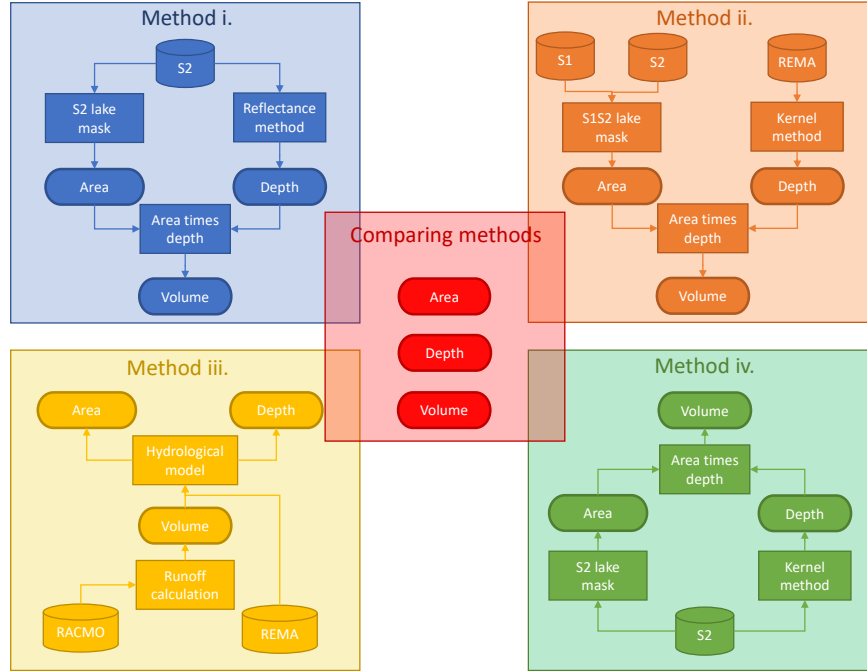 Method i.
S2
S2 lake
mask
Reflectance
method
Area
Depth
Area times
depth
Volume
Method ii.
S1
S2
REMA
S1S2 lake
mask
Kernel
method
Area
Depth
Area times
depth
Volume
Comparing methods
Area
Depth
Volume
Method iii.
Area
Depth
Hydrological
model
Volume
Runoff
calculation
RACMO
REMA
Method iv.
Volume
Area times
depth
Area
Depth
S2 lake
mask
Kernel
method
S2